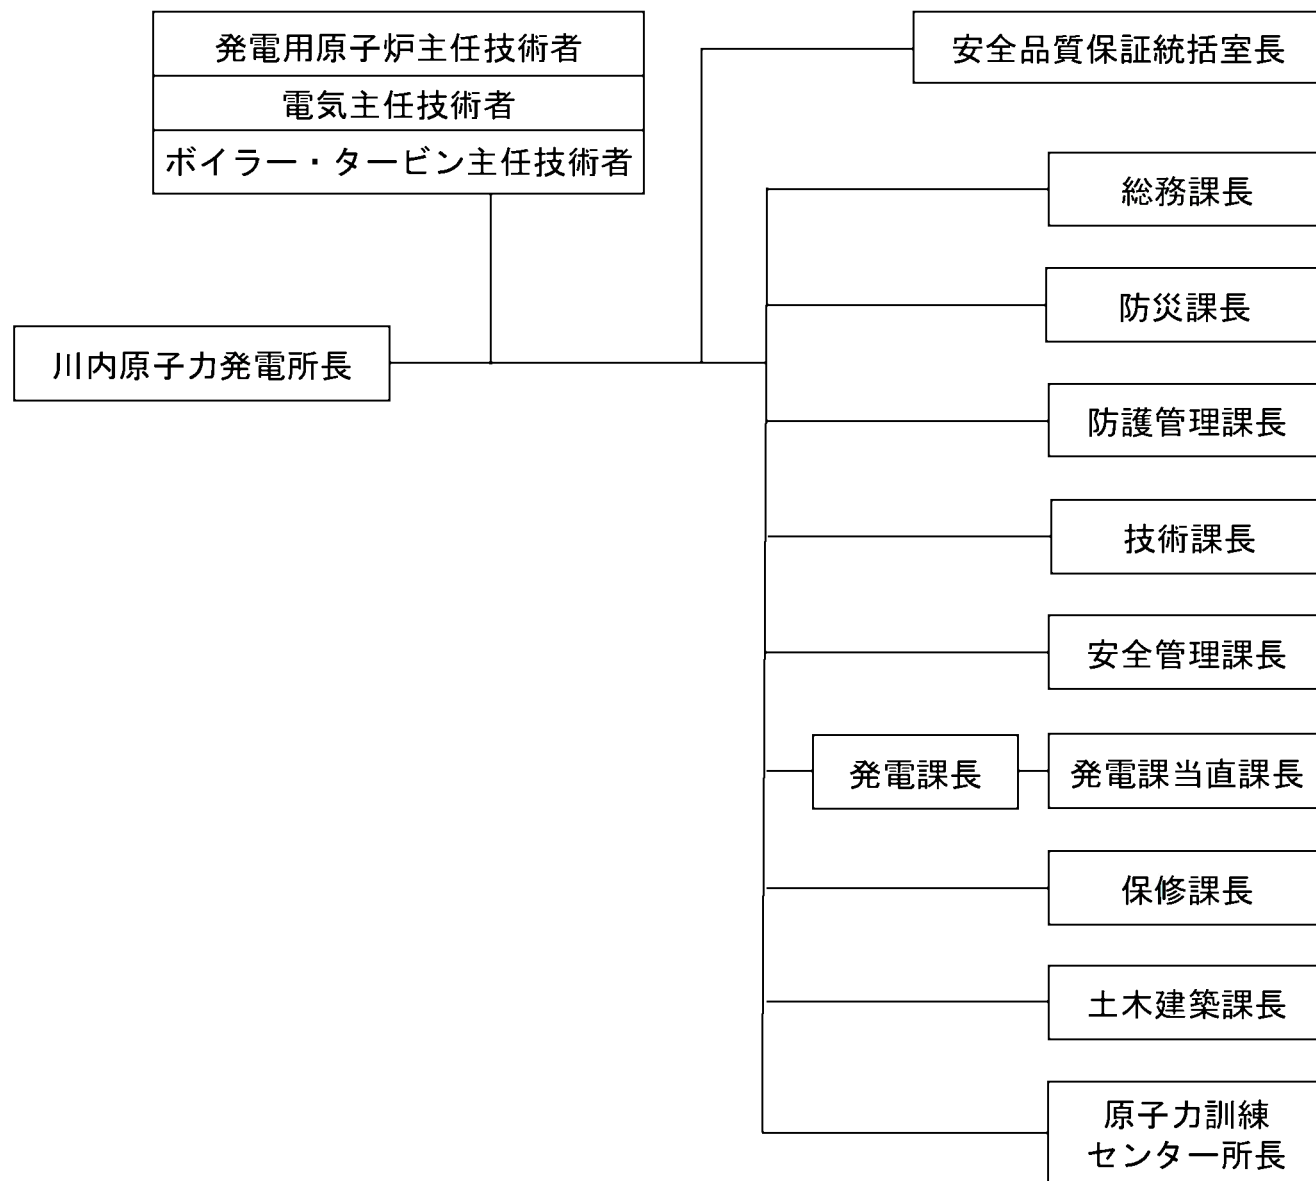 発電用原子炉主任技術者
電気主任技術者
ボイラー・タービン主任技術者
安全品質保証統括室長
総務課長
防災課長
川内原子力発電所長
防護管理課長
技術課長
安全管理課長
発電課長
発電課当直課長
保修課長
土木建築課長
原子力訓練
センター所長